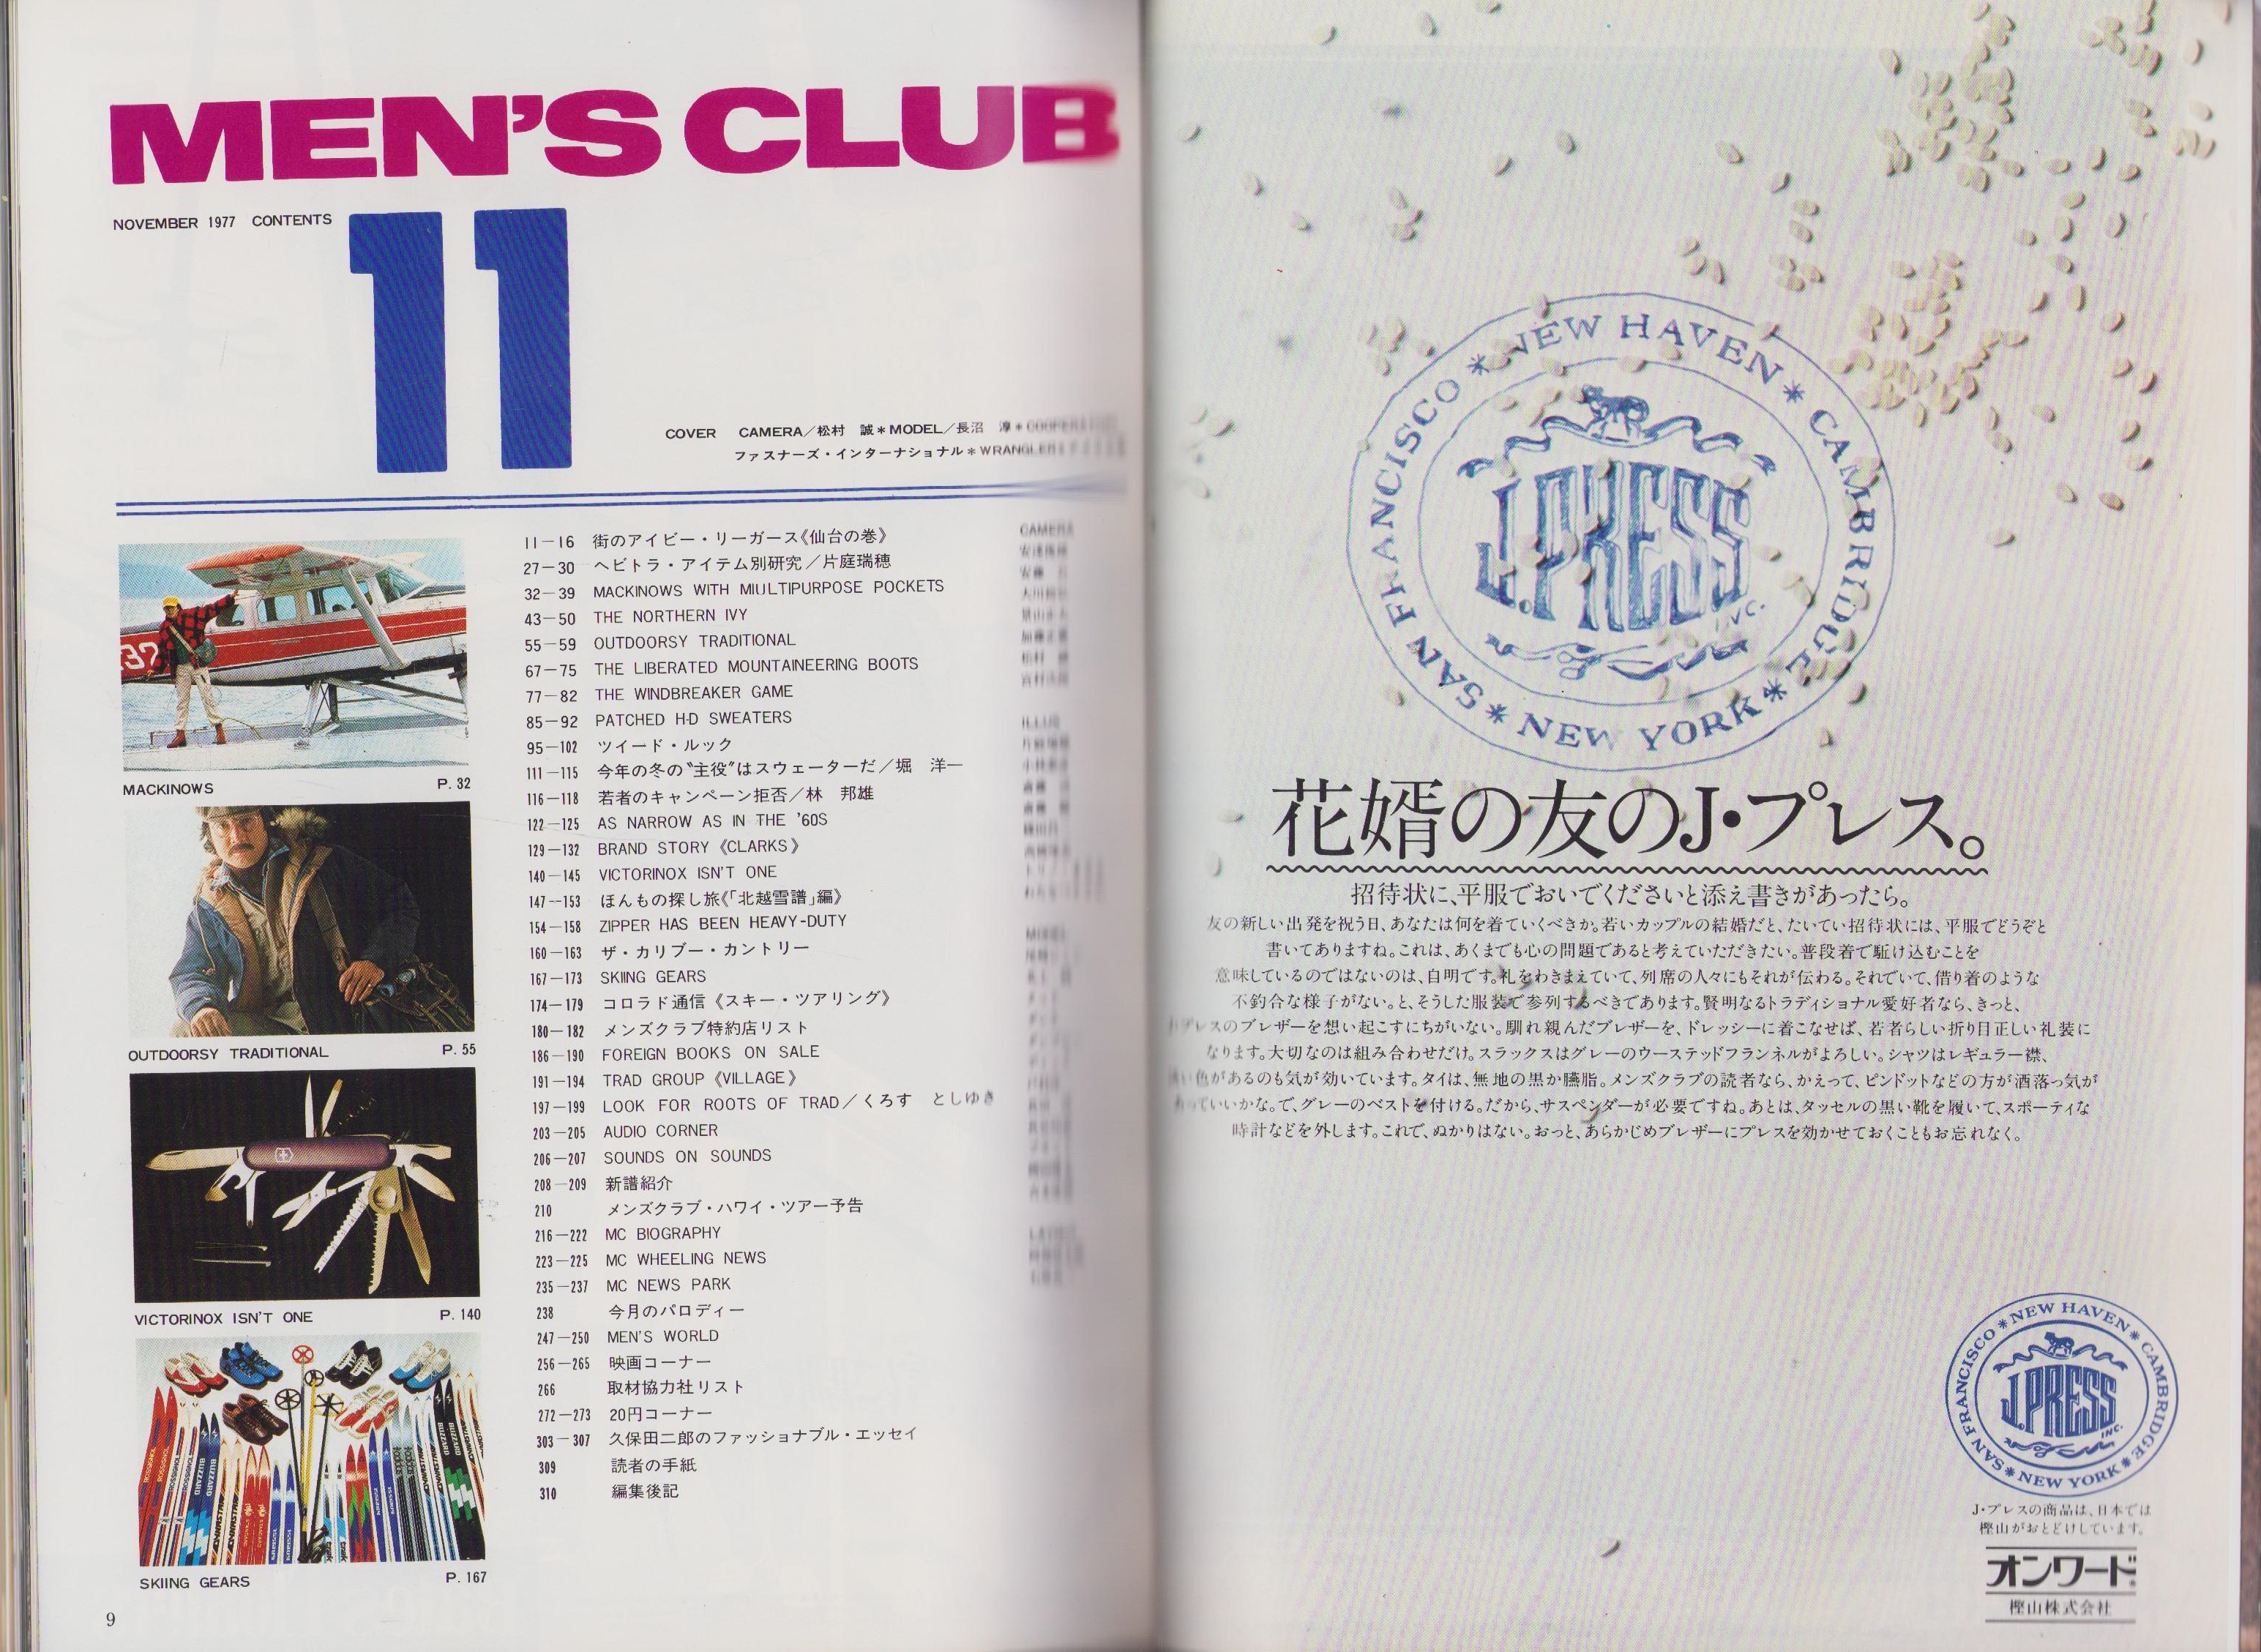 MEN'S CLUB
NOVEMBER 1977 CONTENTS
11
COVER CAMERA／松村 誠＊MODEL／長沼 淳＊
ファスナーズ・インターナショナル＊WRANGLER
MACKINOWS P. 32
OUTDOORSY TRADITIONAL P. 55
VICTORINOX ISN'T ONE P. 140
SKIING GEARS P. 167
11－16 街のアイビー・リーガース《仙台の巻》
27－30 ヘビトラ・アイテム別研究／片庭瑞穂
32－39 MACKINOWS WITH MIULTIPURPOSE POCKETS
43－50 THE NORTHERN IVY
55－59 OUTDOORSY TRADITIONAL
67－75 THE LIBERATED MOUNTAINEERING BOOTS
77－82 THE WINDBREAKER GAME
85－92 PATCHED H-D SWEATERS
95－102 ツイード・ルック
111－115 今年の冬の〝主役〟はスウェーターだ／堀 洋一
116－118 若者のキャンペーン拒否／林 邦雄
122－125 AS NARROW AS IN THE '60S
129－132 BRAND STORY《CLARKS》
140－145 VICTORINOX ISN'T ONE
147－153 ほんもの探し旅《「北越雪譜」編》
154－158 ZIPPER HAS BEEN HEAVY-DUTY
160－163 ザ・カリブー・カントリー
167－173 SKIING GEARS
174－179 コロラド通信《スキー・ツアリング》
180－182 メンズクラブ特約店リスト
186－190 FOREIGN BOOKS ON SALE
191－194 TRAD GROUP《VILLAGE》
197－199 LOOK FOR ROOTS OF TRAD／くろす としゆき
203－205 AUDIO CORNER
206－207 SOUNDS ON SOUNDS
208－209 新譜紹介
210 メンズクラブ・ハワイ・ツアー予告
216－222 MC BIOGRAPHY
223－225 MC WHEELING NEWS
235－237 MC NEWS PARK
238 今月のパロディー
247－250 MEN'S WORLD
256－265 映画コーナー
266 取材協力社リスト
272－273 20円コーナー
303－307 久保田二郎のファッショナブル・エッセイ
309 読者の手紙
310 編集後記
CAMERA
9
NEW HAVEN＊CAMBRIDGE＊NEW YORK＊SAN FRANCISCO＊
J.PRESS
INC.
花婿の友のJ・プレス。
招待状に、平服でおいでくださいと添え書きがあったら。
友の新しい出発を祝う日、あなたは何を着ていくべきか。若いカップルの結婚だと、たいてい招待状には、平服でどうぞと
書いてありますね。これは、あくまでも心の問題であると考えていただきたい。普段着で駈け込むことを
意味しているのではないのは、自明です。礼をわきまえていて、列席の人々にもそれが伝わる。それでいて、借り着のような
不釣合な様子がない。と、そうした服装で参列するべきであります。賢明なるトラディショナル愛好者なら、きっと、
プレスのブレザーを想い起こすにちがいない。馴れ親んだブレザーを、ドレッシーに着こなせば、若者らしい折り目正しい礼装に
なります。大切なのは組み合わせだけ。スラックスはグレーのウーステッドフランネルがよろしい。シャツはレギュラー襟、
色があるのも気が効いています。タイは、無地の黒か臙脂。メンズクラブの読者なら、かえって、ピンドットなどの方が洒落っ気が
いいかな。で、グレーのベストを付ける。だから、サスペンダーが必要ですね。あとは、タッセルの黒い靴を履いて、スポーティな
時計などを外します。これで、ぬかりはない。おっと、あらかじめブレザーにプレスを効かせておくこともお忘れなく。
NEW HAVEN＊CAMBRIDGE＊NEW YORK＊SAN FRANCISCO＊
J.PRESS
INC.
J・プレスの商品は、日本では
樫山がおとどけしています。
オンワード
樫山株式会社